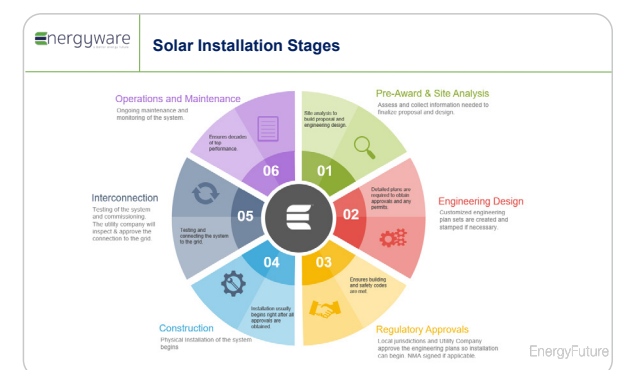 Energyware
Solar Installation Stages
Pre-Award & Site Analysis
Assess and collect information needed to
finalize proposal and design.
Site analysis to
build proposal and
engineering design.
01
Engineering Design
Customized engineering
plan sets are created and
stamped if necessary.
Detailed plans are
required to obtain
approvals and any
permits.
02
Regulatory Approvals
Local jurisdictions and Utility Company
approve the engineering plans so installation
can begin. NMA signed if applicable.
Ensures building
and safety codes
are met
03
Construction
Physical installation of the system
begins
Installation usually
begins right after all
approvals are
obtained.
04
Interconnection
Testing of the system
and commissioning.
The utility company will
inspect & approve the
connection to the grid.
Testing and
connecting the system
to the grid.
05
Operations and Maintenance
Ongoing maintenance and
monitoring of the system.
Ensures decades
of top
performance.
06
EnergyFuture